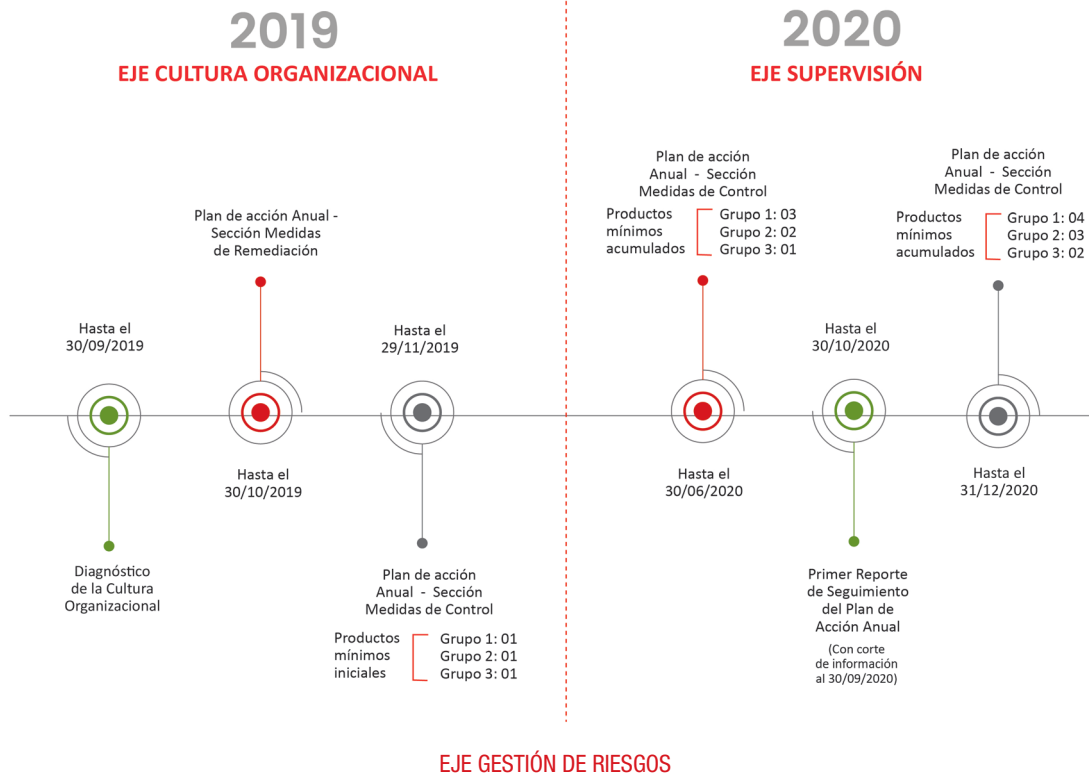 2019
EJE CULTURA ORGANIZACIONAL
Hasta el
30/09/2019
Diagnóstico
de la Cultura
Organizacional
Plan de acción Anual -
Sección Medidas
de Remediación
Hasta el
30/10/2019
Hasta el
29/11/2019
Plan de acción
Anual - Sección
Medidas de Control
Productos
mínimos
iniciales
Grupo 1: 01
Grupo 2: 01
Grupo 3: 01
2020
EJE SUPERVISIÓN
Plan de acción
Anual - Sección
Medidas de Control
Productos
mínimos
acumulados
Grupo 1: 03
Grupo 2: 02
Grupo 3: 01
Hasta el
30/06/2020
Hasta el
30/10/2020
Primer Reporte
de Seguimiento
del Plan de
Acción Anual
(Con corte
de información
al 30/09/2020)
Plan de acción
Anual - Sección
Medidas de Control
Productos
mínimos
acumulados
Grupo 1: 04
Grupo 2: 03
Grupo 3: 02
Hasta el
31/12/2020
EJE GESTIÓN DE RIESGOS